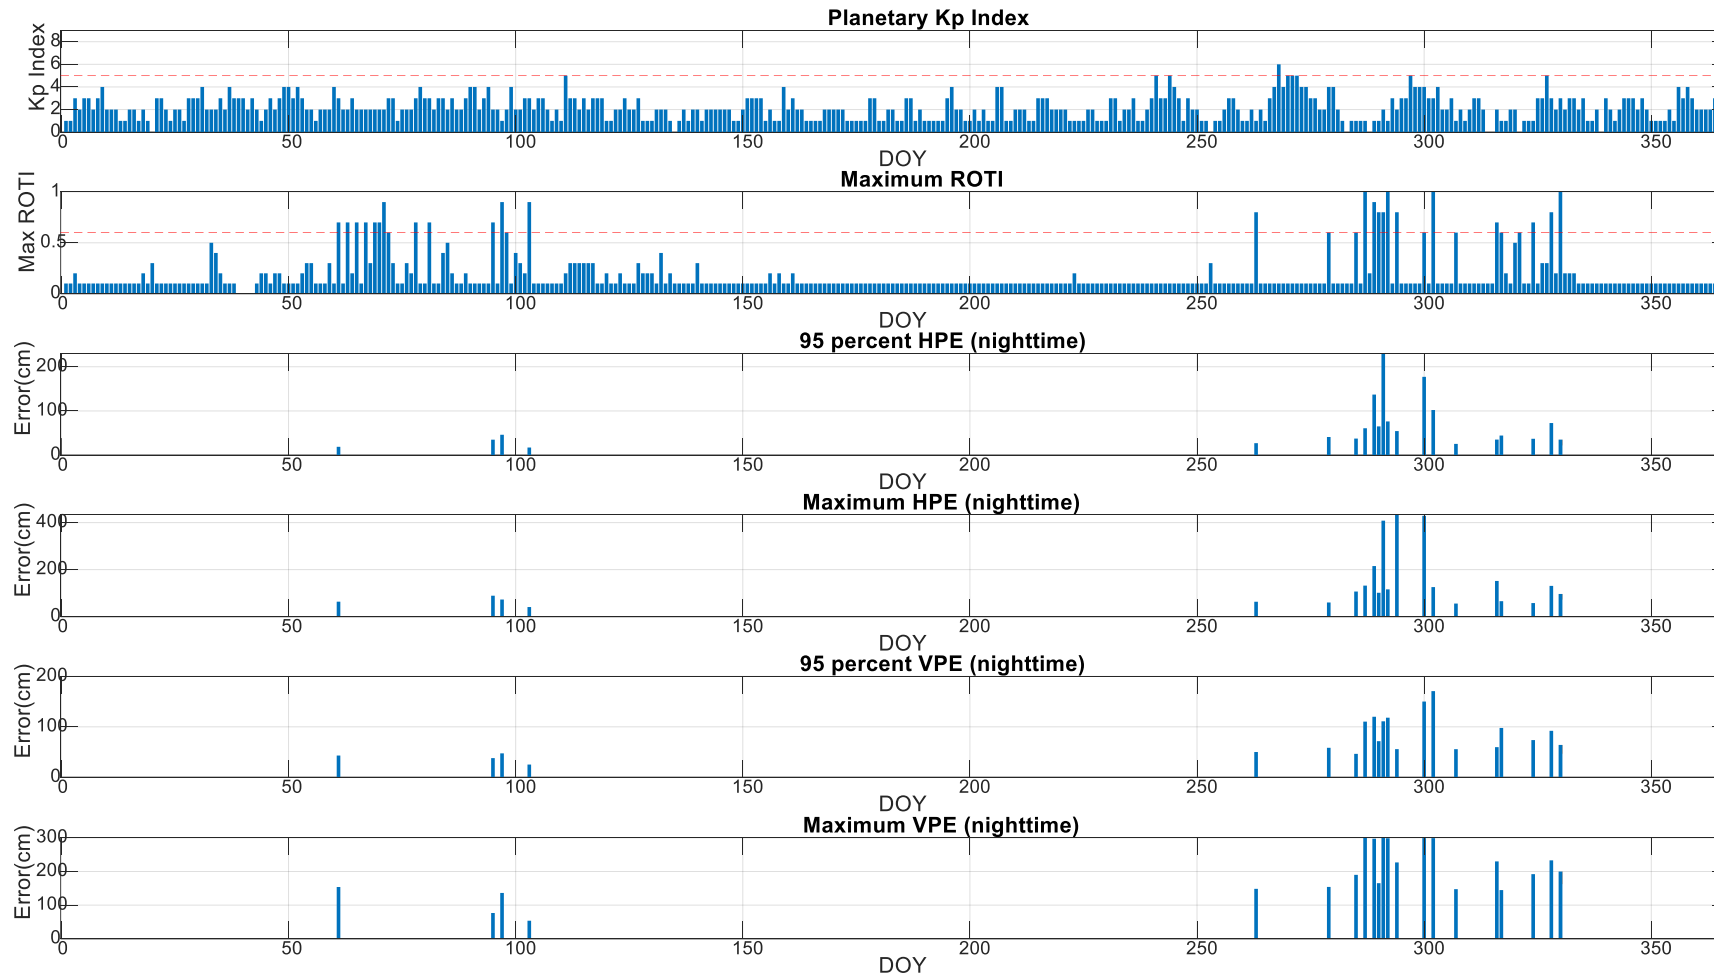 Planetary Kp Index
Kp Index
8
6
4
2
0
0 50 100 150 200 250 300 350
DOY
Maximum ROTI
Max ROTI
1
0.5
0
0 50 100 150 200 250 300 350
DOY
95 percent HPE (nighttime)
Error(cm)
200
100
0
0 50 100 150 200 250 300 350
DOY
Maximum HPE (nighttime)
Error(cm)
400
200
0
0 50 100 150 200 250 300 350
DOY
95 percent VPE (nighttime)
Error(cm)
200
100
0
0 50 100 150 200 250 300 350
DOY
Maximum VPE (nighttime)
Error(cm)
300
200
100
0
0 50 100 150 200 250 300 350
DOY